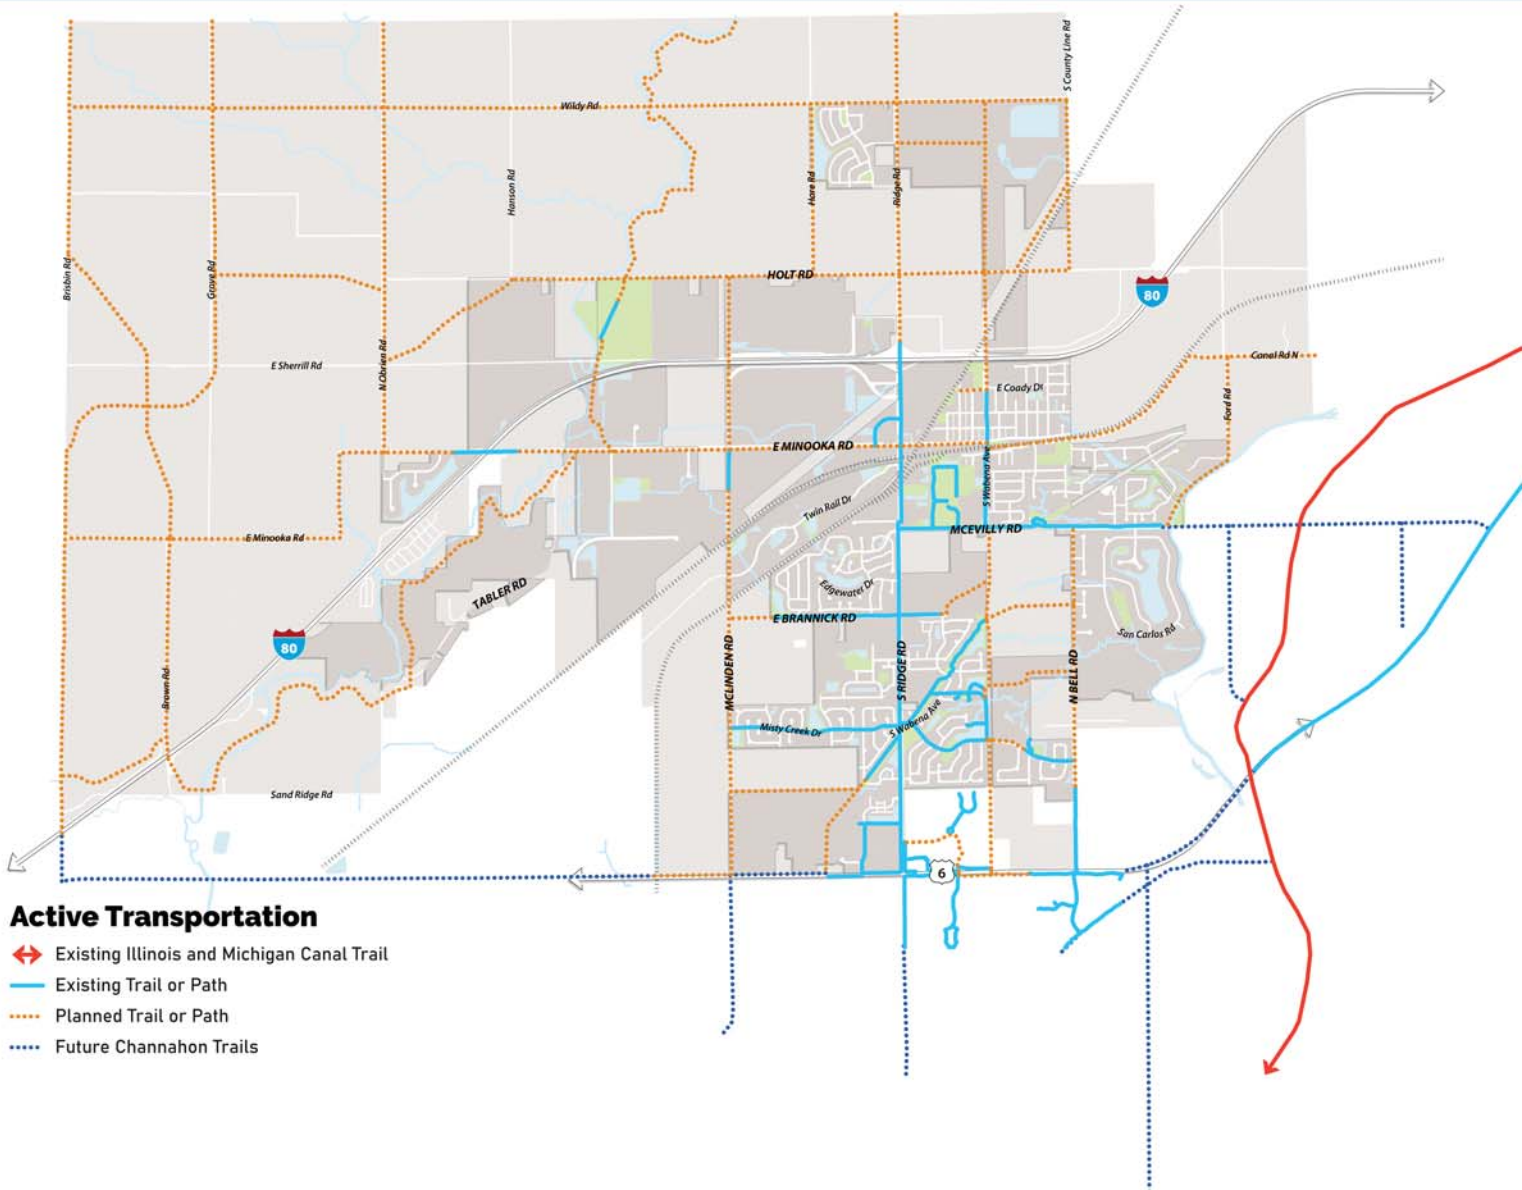 S County Line Rd
Wildy Rd
Hanson Rd
Hare Rd
Ridge Rd
Brisbin Rd
Grove Rd
HOLT RD
80
N Obrien Rd
E Sherrill Rd
Canal Rd N
E Coady Dr
Ford Rd
E MINOOKA RD
S Wabena Ave
Twin Rail Dr
MCEVILLY RD
E Minooka Rd
TABLER RD
Edgewater Dr
E BRANNICK RD
San Carlos Rd
80
MCLINDEN RD
S RIDGE RD
N BELL RD
Brown Rd
S Wabena Ave
Misty Creek Dr
Sand Ridge Rd
6
Active Transportation
Existing Illinois and Michigan Canal Trail
Existing Trail or Path
Planned Trail or Path
Future Channahon Trails